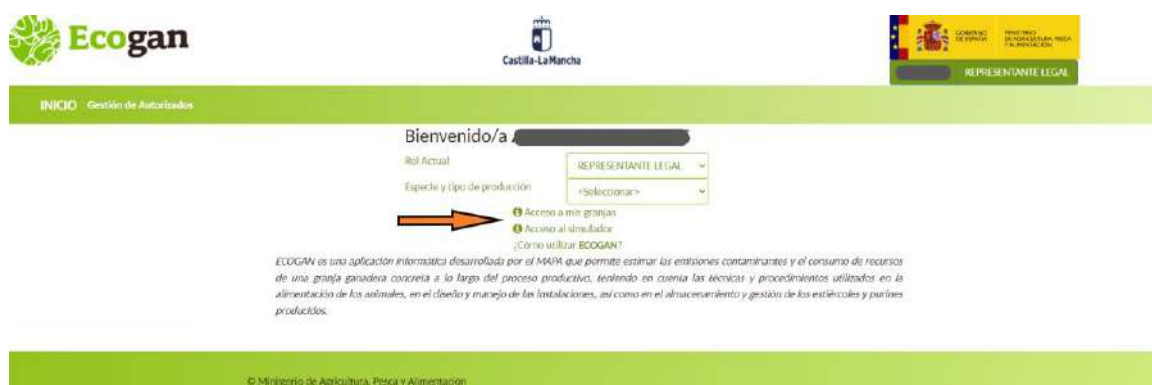 Ecogan
Castilla-La Mancha
GOBIERNO DE ESPAÑA
MINISTERIO DE AGRICULTURA, PESCA Y ALIMENTACIÓN
REPRESENTANTE LEGAL
INICIO Gestión de Autorizados
Bienvenido/a
Rol Actual REPRESENTANTE LEGAL
Especie y tipo de producción <Seleccionar>
Acceso a mis granjas
Acceso al simulador
¿Cómo utilizar ECOGAN?
ECOGAN es una aplicación informática desarrollada por el MAPA que permite estimar las emisiones contaminantes y el consumo de recursos
de una granja ganadera concreta a lo largo del proceso productivo, teniendo en cuenta las técnicas y procedimientos utilizados en la
alimentación de los animales, en el diseño y manejo de las instalaciones, así como en el almacenamiento y gestión de los estiércoles y purines
producidos.
© Ministerio de Agricultura, Pesca y Alimentación